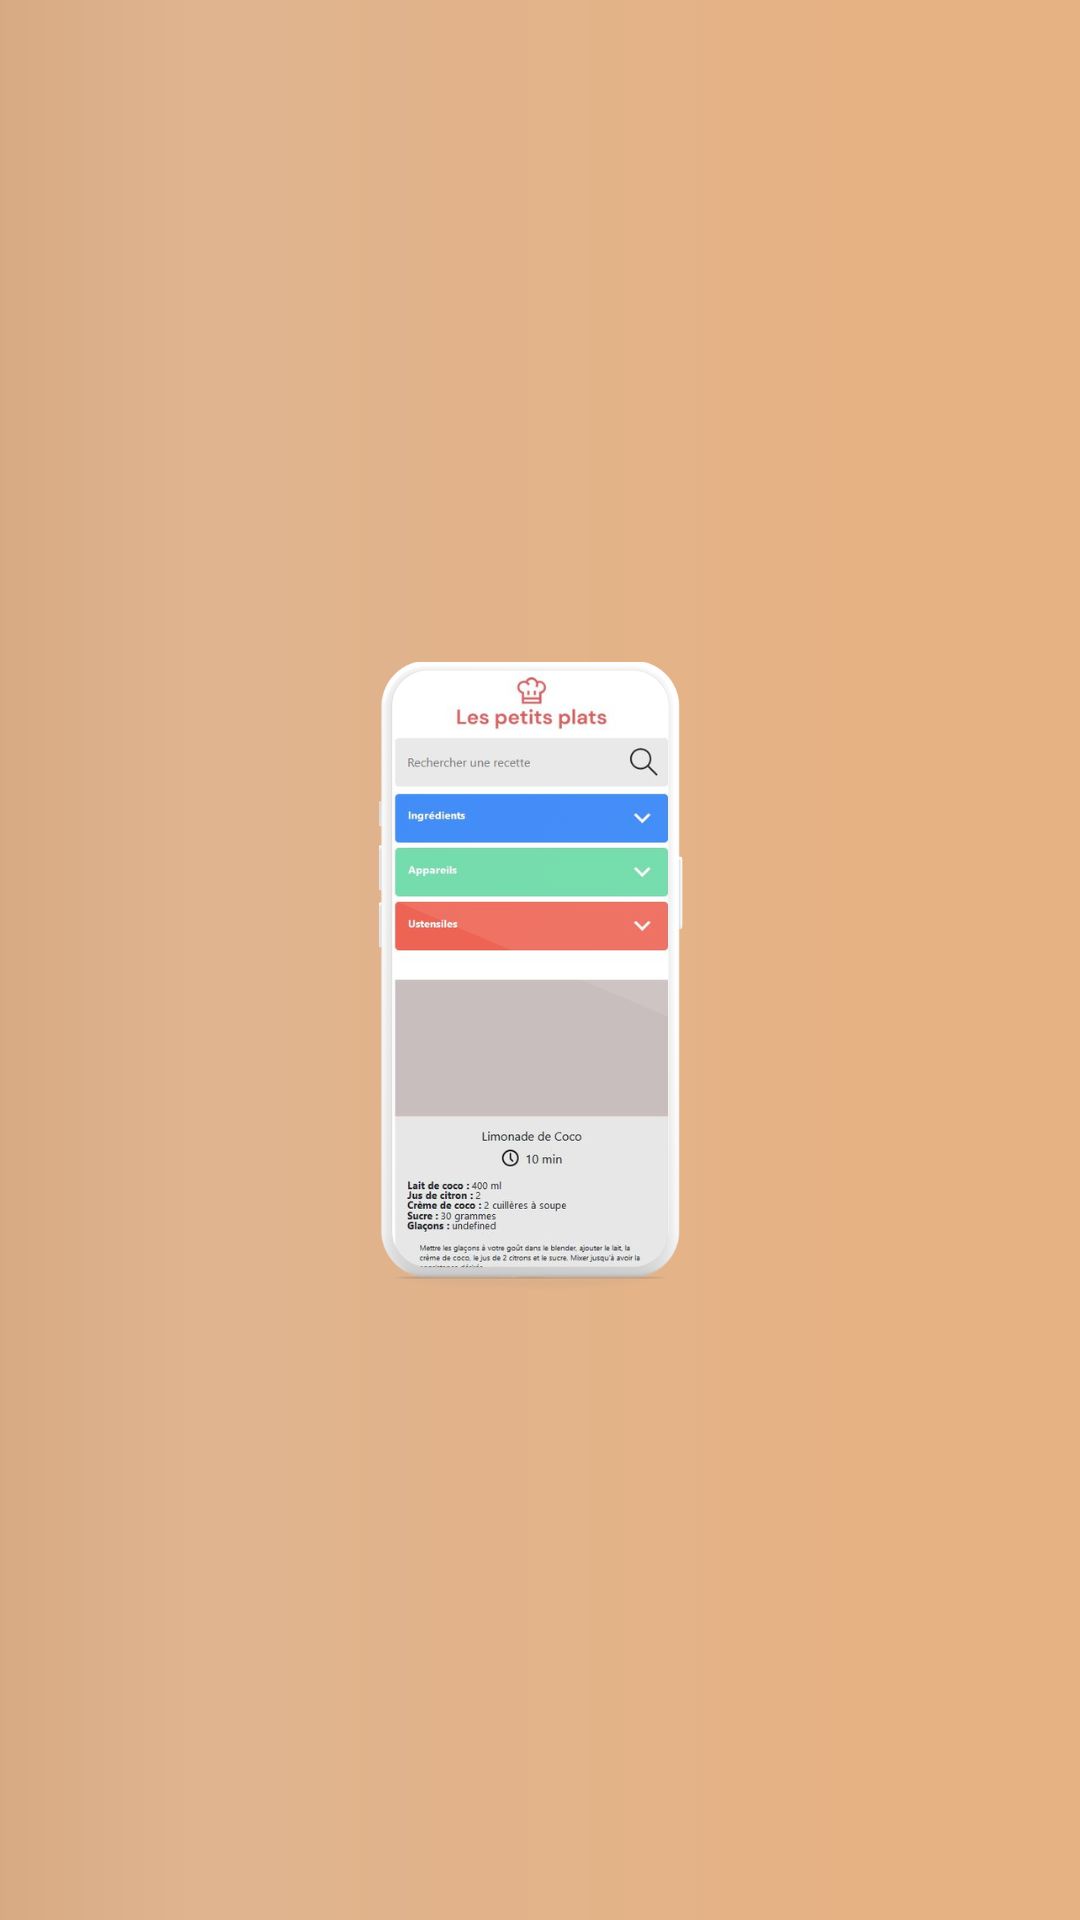 Les petits plats
Rechercher une recette
Ingrédients
Appareils
Ustensiles
Limonade de Coco
10 min
Lait de coco : 400 ml
Jus de citron : 2
Crème de coco : 2 cuillères à soupe
Sucre : 30 grammes
Glaçons : undefined
Mettre les glaçons à votre goût dans le blender, ajouter le lait, la
crème de coco, le jus de 2 citrons et le sucre. Mixer jusqu'à avoir la